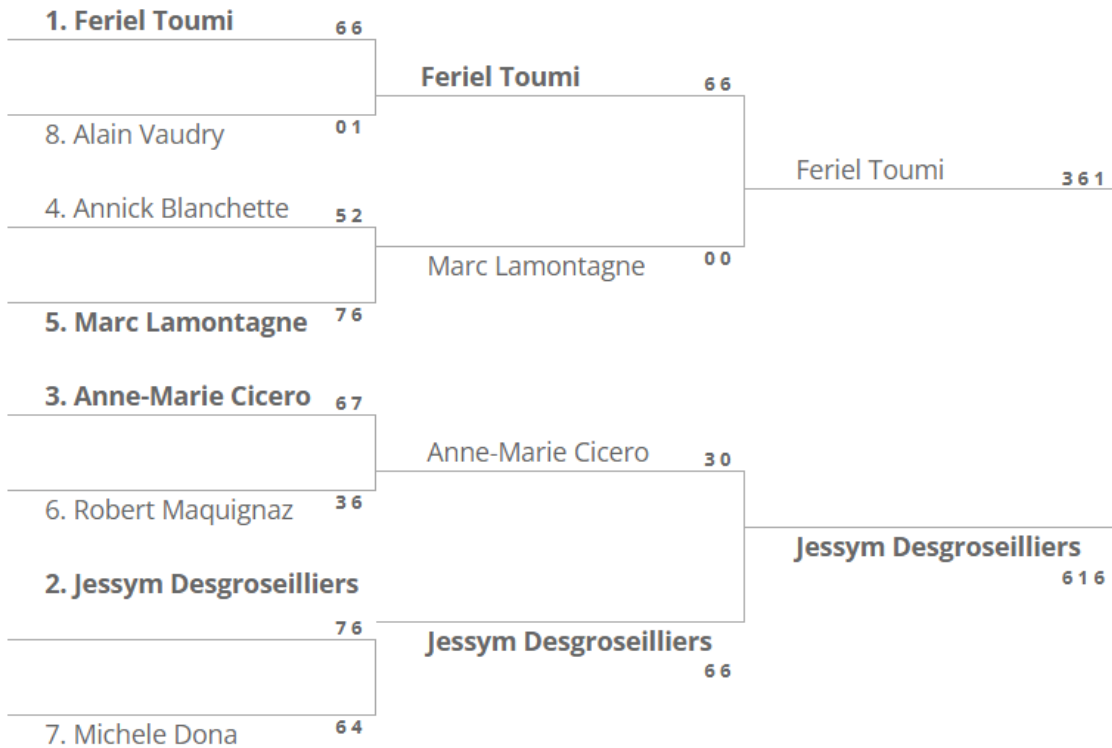 1. Feriel Toumi 6 6
8. Alain Vaudry 0 1
4. Annick Blanchette 5 2
5. Marc Lamontagne 7 6
3. Anne-Marie Cicero 6 7
6. Robert Maquignaz 3 6
2. Jessym Desgroseilliers
7 6
7. Michele Dona 6 4
Feriel Toumi 6 6
Marc Lamontagne 0 0
Anne-Marie Cicero 3 0
Jessym Desgroseilliers
6 6
Feriel Toumi 3 6 1
Jessym Desgroseilliers
6 1 6